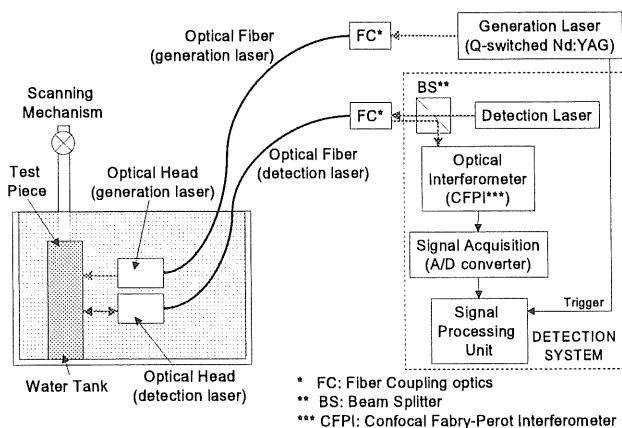 Optical Fiber
(generation laser)
FC*
Generation Laser
(Q-switched Nd:YAG)
Scanning
Mechanism
BS**
FC*
Detection Laser
Optical Fiber
(detection laser)
Test
Piece
Optical Head
(generation laser)
Optical
Interferometer
(CFPI***)
Signal Acquisition
(A/D converter)
Trigger
Signal
Processing
Unit
DETECTION
SYSTEM
Water Tank
Optical Head
(detection laser)
* FC: Fiber Coupling optics
** BS: Beam Splitter
*** CFPI: Confocal Fabry-Perot Interferometer